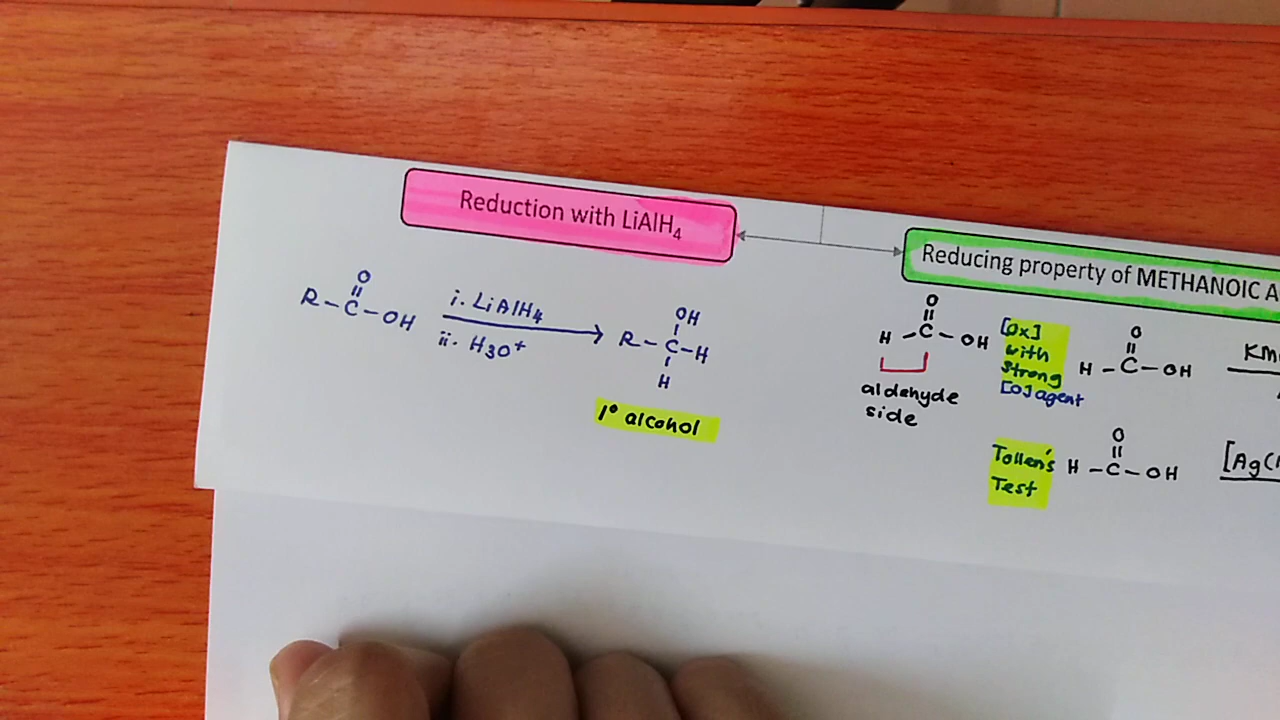 Reduction with LiAlH4
O
R-C-OH
i. LiAlH4
ii. H3O+
OH
R-C-H
H
1° alcohol
Reducing property of METHANOIC
O
H-C-OH
aldehyde
side
[Ox]
with
strong
[O] agent
O
H-C-OH
Tollen's
Test
O
H-C-OH